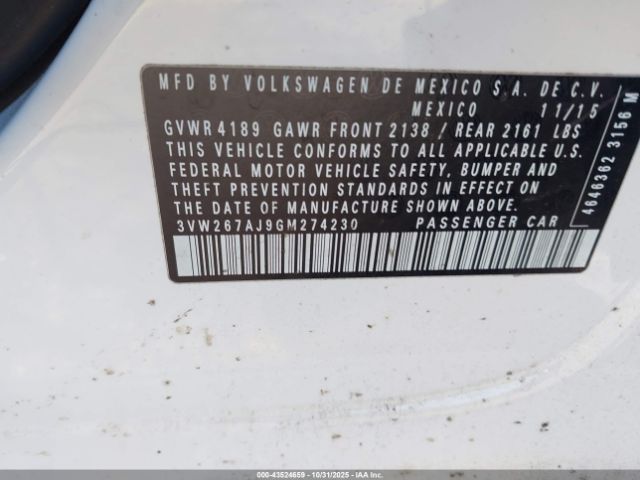 MFD BY VOLKSWAGEN DE MEXICO S.A. DE C.V.
MEXICO 11/15
GVWR 4189 GAWR FRONT 2138 / REAR 2161 LBS
THIS VEHICLE CONFORMS TO ALL APPLICABLE U.S.
FEDERAL MOTOR VEHICLE SAFETY, BUMPER AND
THEFT PREVENTION STANDARDS IN EFFECT ON
THE DATE OF MANUFACTURE SHOWN ABOVE.
3VW267AJ9GM274230 PASSENGER CAR
4646362 3156 M
000-43524659 - 10/31/2025 - IAA Inc.